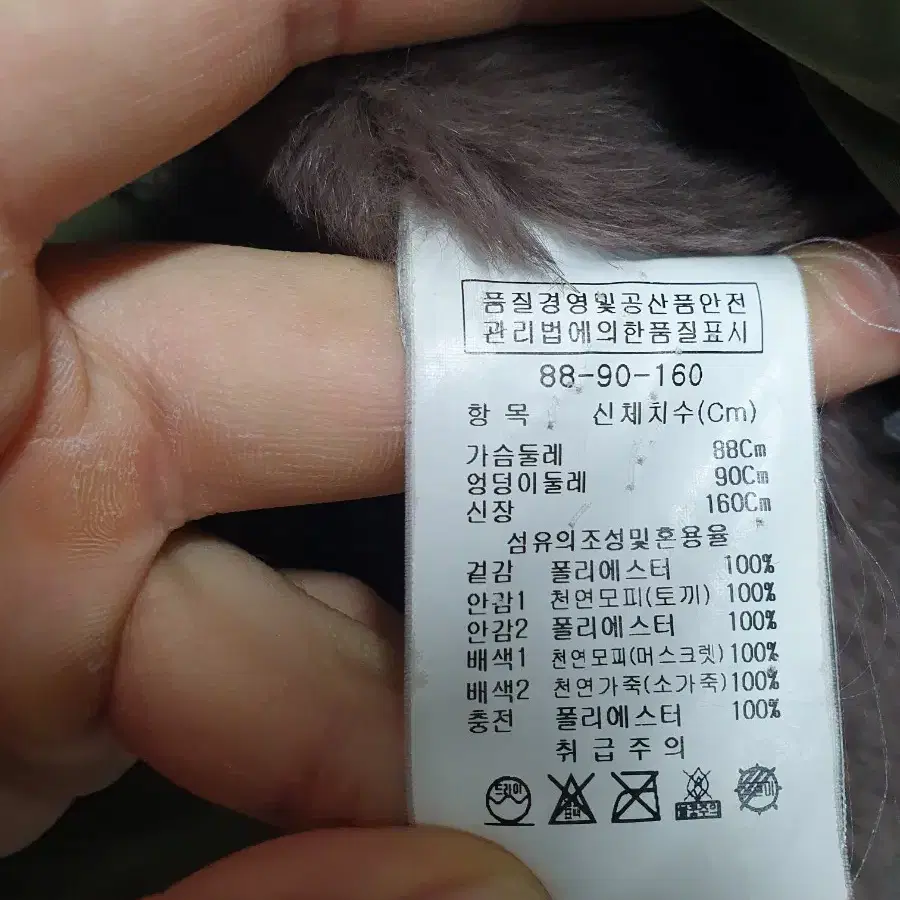 품질경영및공산품안전
관리법에의한품질표시
88-90-160
항 목 신체치수(Cm)
가슴둘레 88Cm
엉덩이둘레 90Cm
신장 160Cm
섬유의조성및혼용율
겉감 폴리에스터 100%
안감1 천연모피(토끼) 100%
안감2 폴리에스터 100%
배색1 천연모피(머스크렛) 100%
배색2 천연가죽(소가죽) 100%
충전 폴리에스터 100%
취 급 주 의
드라이